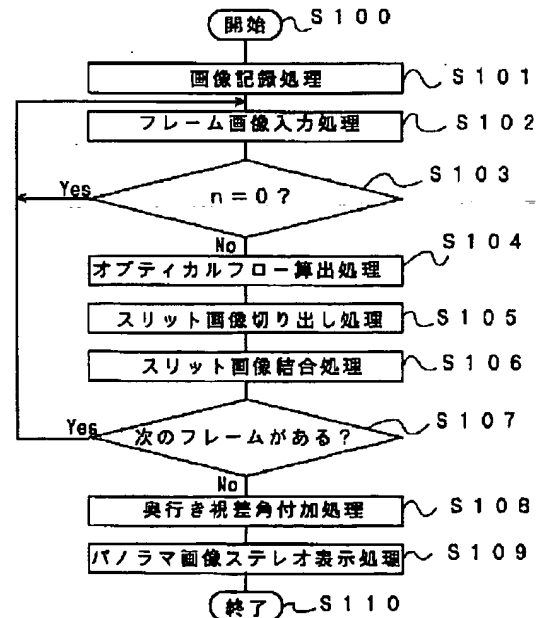 開始 S100
画像記録処理 S101
フレーム画像入力処理 S102
n=0? S103
Yes
No
オプティカルフロー算出処理 S104
スリット画像切り出し処理 S105
スリット画像結合処理 S106
次のフレームがある? S107
Yes
No
奥行き視差角付加処理 S108
パノラマ画像ステレオ表示処理 S109
終了 S110